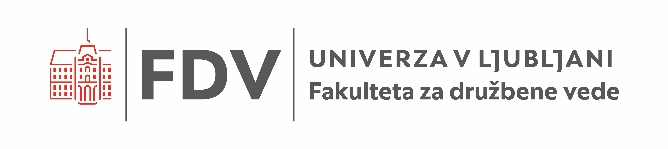 FDV
UNIVERZA V LJUBLJANI
Fakulteta za družbene vede